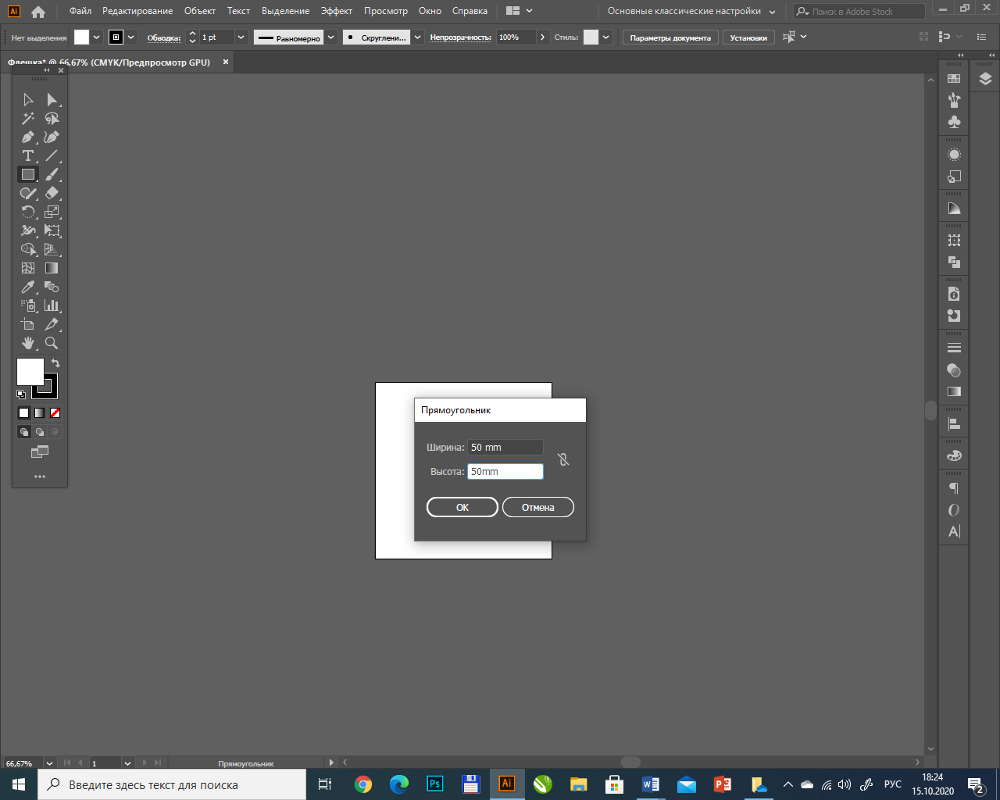 Ai Файл Редактирование Объект Текст Выделение Эффект Просмотр Окно Справка Основные классические настройки Поиск в Adobe Stock
Нет выделения Обводка: 1 pt Равномерно Скруглени... Непрозрачность: 100% Стиль: Параметры документа Установки
Флешка* @ 66,67% (CMYK/Предпросмотр GPU)
Прямоугольник
Ширина: 50 mm
Высота: 50mm
ОК Отмена
66,67% 1 Прямоугольник
Введите здесь текст для поиска
Ps Ai РУС
18:24
15.10.2020
2